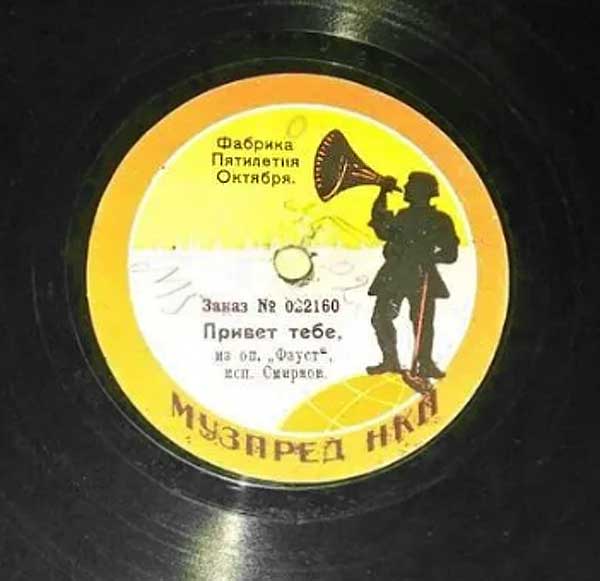 Фабрика
Пятилетия
Октября.
Заказ № 022160
Привет тебе,
из оп. „Фауст“,
исп. Смирнов.
МУЗПРЕД НКП